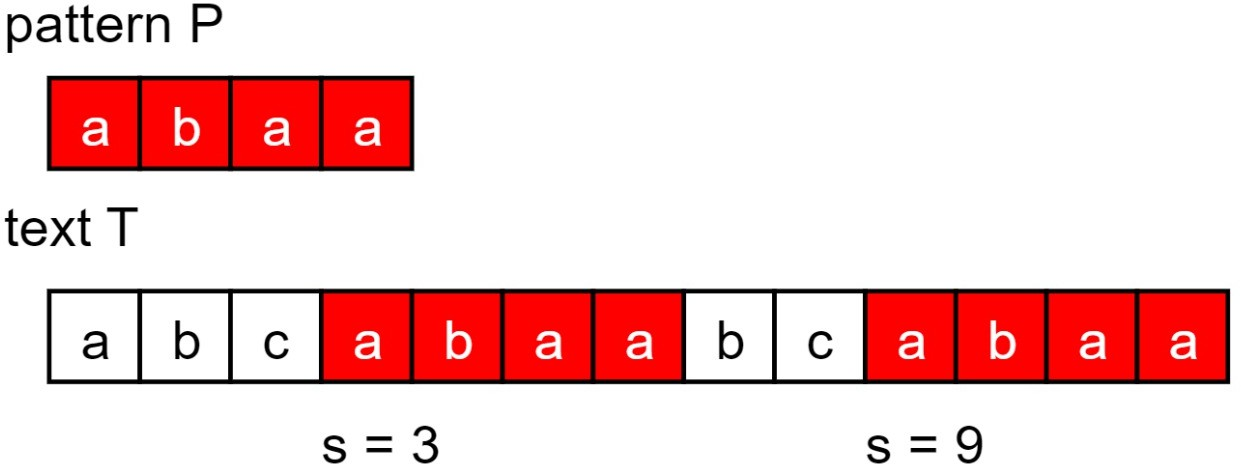 pattern P
a b a a
text T
a b c a b a a b c a b a a
s = 3 s = 9